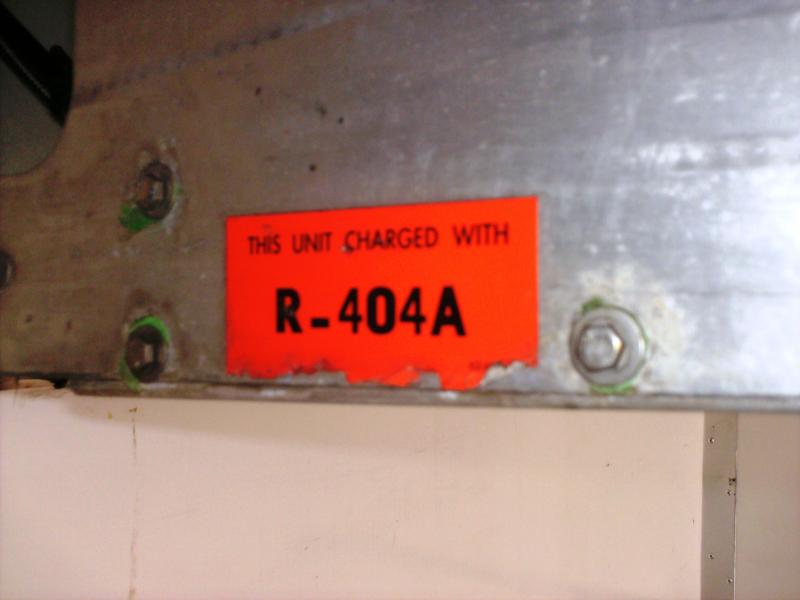 THIS UNIT CHARGED WITH
R-404A